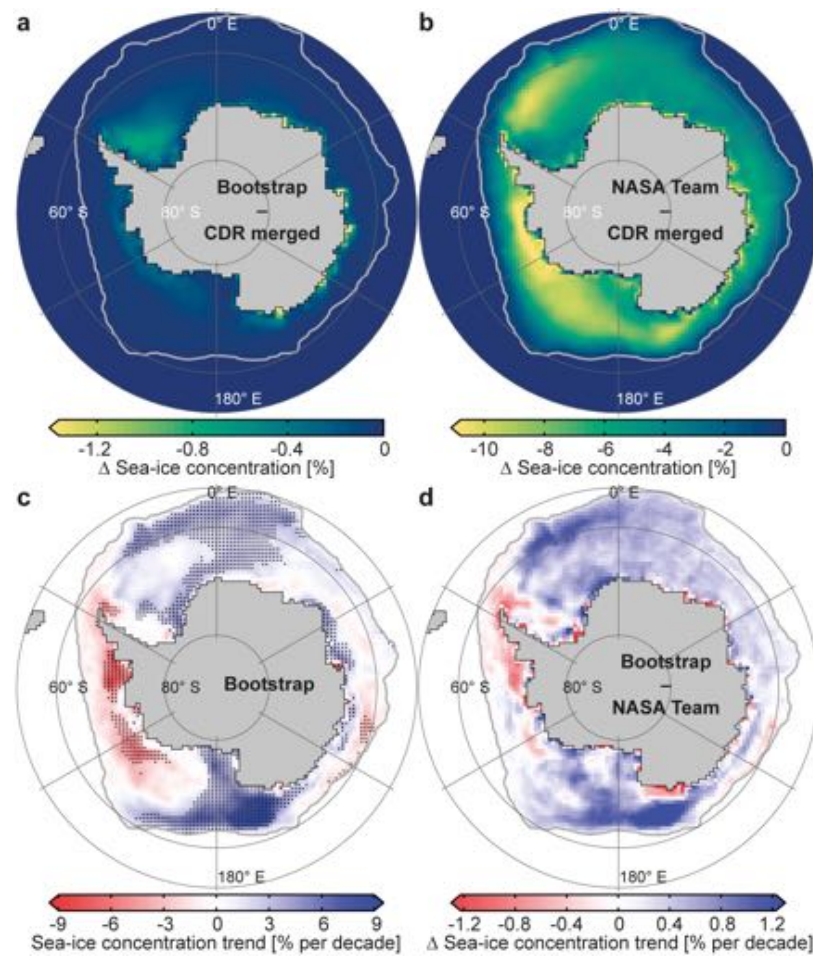 a
0° E
Bootstrap
–
CDR merged
60° S
80° S
180° E
-1.2
-0.8
-0.4
0
Δ Sea-ice concentration [%]
b
0° E
NASA Team
–
CDR merged
60° S
80° S
180° E
-10
-8
-6
-4
-2
0
Δ Sea-ice concentration [%]
c
0° E
Bootstrap
60° S
80° S
180° E
-9
-6
-3
0
3
6
9
Sea-ice concentration trend [% per decade]
d
0° E
Bootstrap
–
NASA Team
60° S
80° S
180° E
-1.2
-0.8
-0.4
0
0.4
0.8
1.2
Δ Sea-ice concentration trend [% per decade]